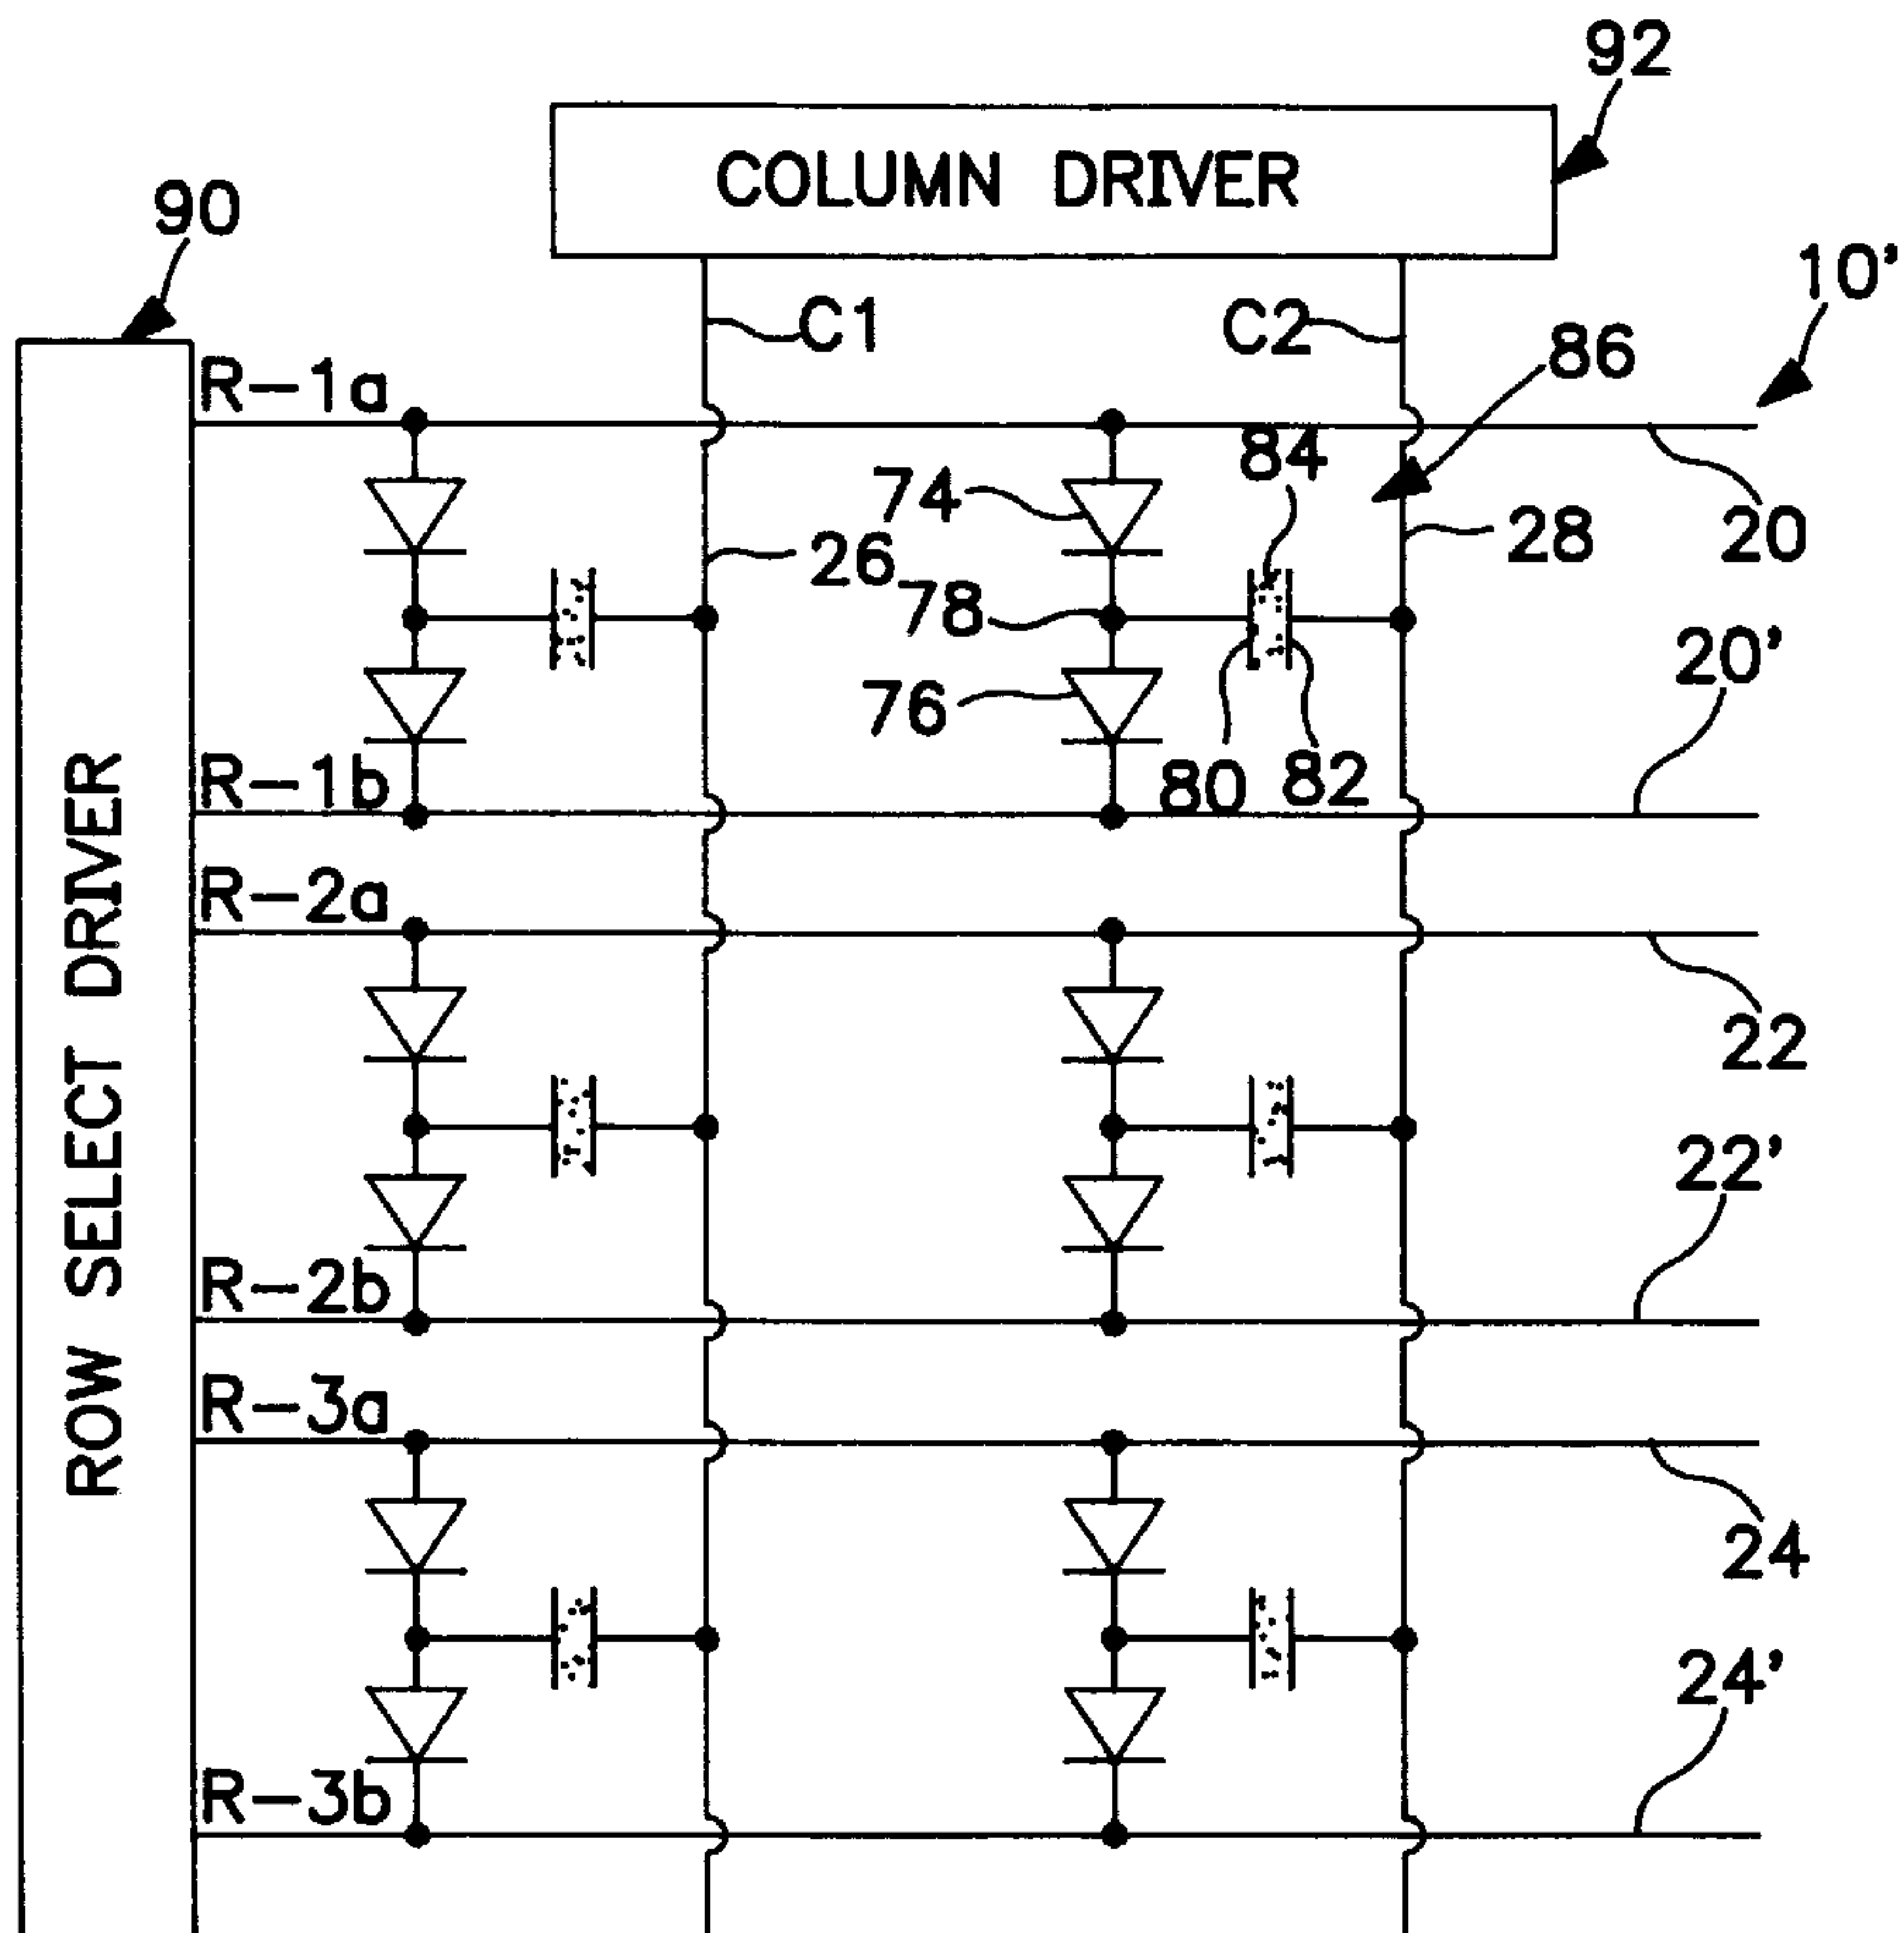 92
COLUMN DRIVER
90
10'
C1
C2
86
R-1a
84
74
20
28
26
78
20'
76
80
82
R-1b
R-2a
22
22'
R-2b
R-3a
24
24'
R-3b
ROW SELECT DRIVER